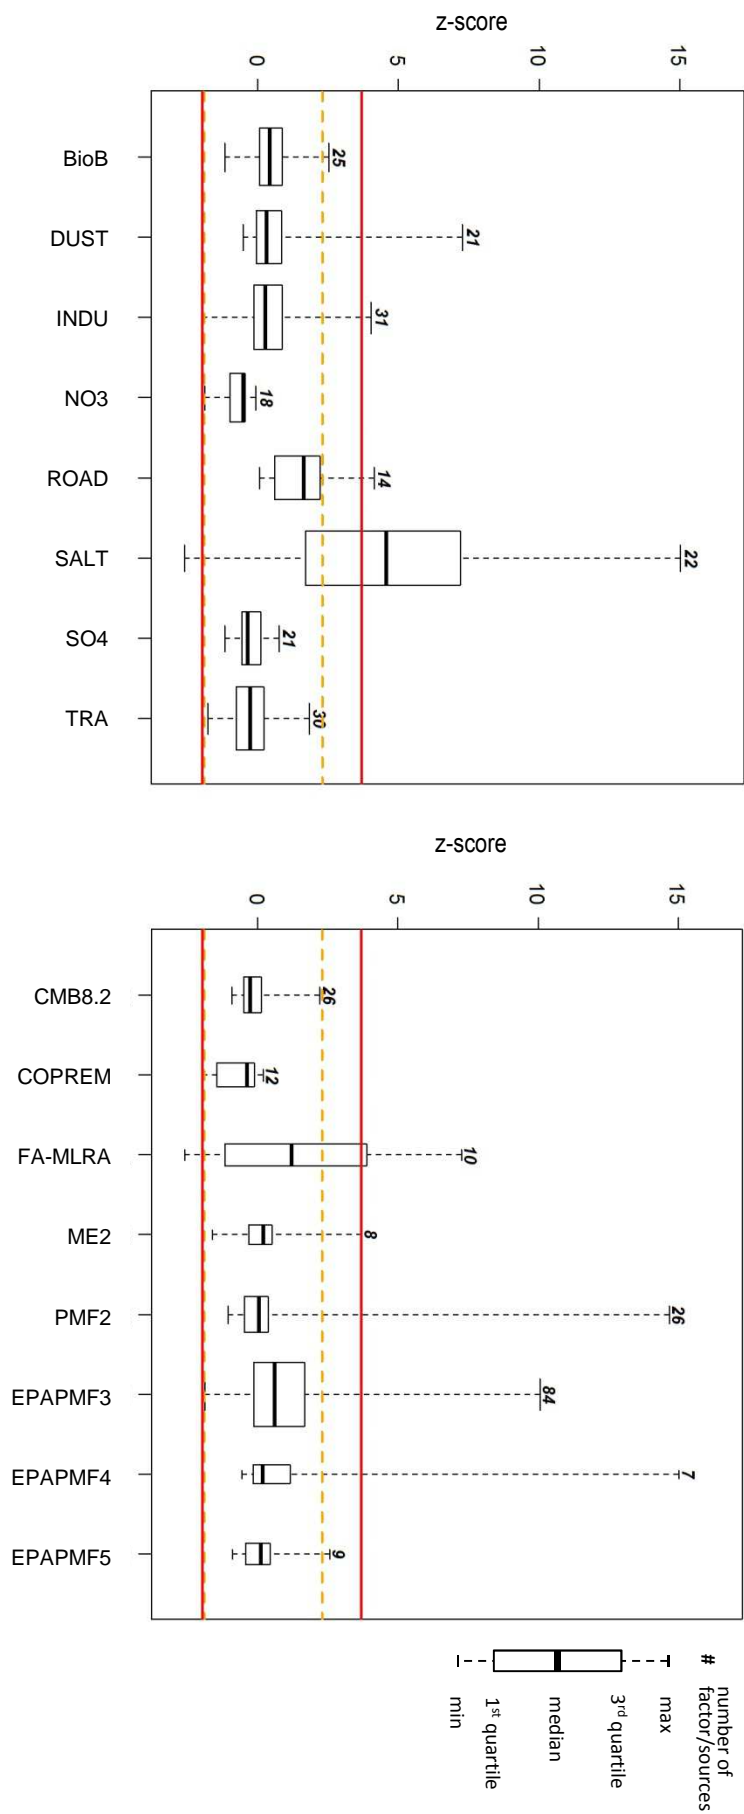 z-score
0
5
10
15
25
21
31
18
14
22
21
30
BioB
DUST
INDU
NO3
ROAD
SALT
SO4
TRA
z-score
0
5
10
15
26
12
10
8
26
84
7
9
CMB8.2
COPREM
FA-MLRA
ME2
PMF2
EPAPMF3
EPAPMF4
EPAPMF5
# number of
factor/sources
max
3rd quartile
median
1st quartile
min